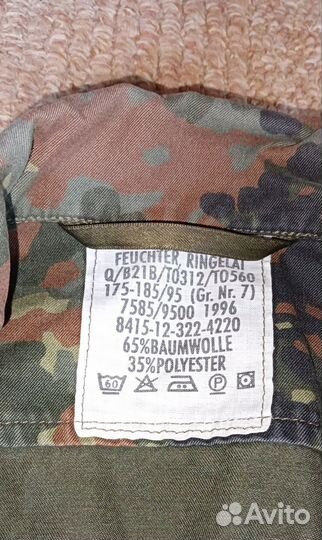 FEUCHTER RINGELAI
Q/B21B/T0312/T0560
175-185/95 (Gr. Nr. 7)
7585/9500 1996
8415-12-322-4220
65%BAUMWOLLE
35%POLYESTER
60
Avito